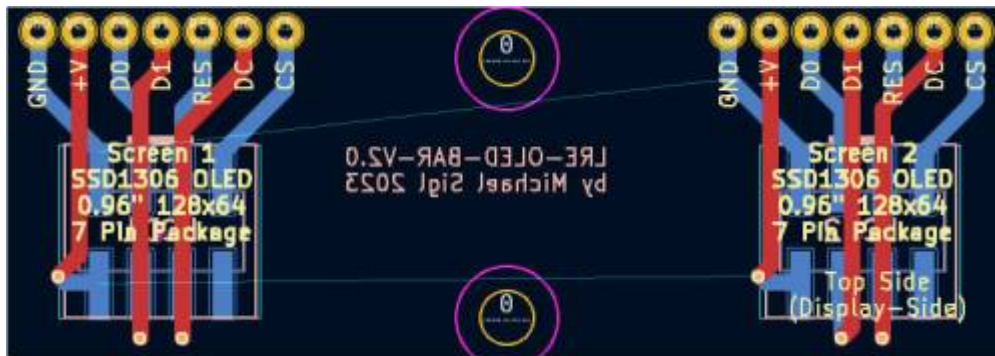 GND +V D0 D1 RES DC CS
0
GND +V D0 D1 RES DC CS
Screen 1
SSD1306 OLED
0.96" 128x64
7 Pin Package
LRE-OLED-BAR-V2.0
by Michael Sigl 2023
Screen 2
SSD1306 OLED
0.96" 128x64
7 Pin Package
Top Side
(Display-Side)
0